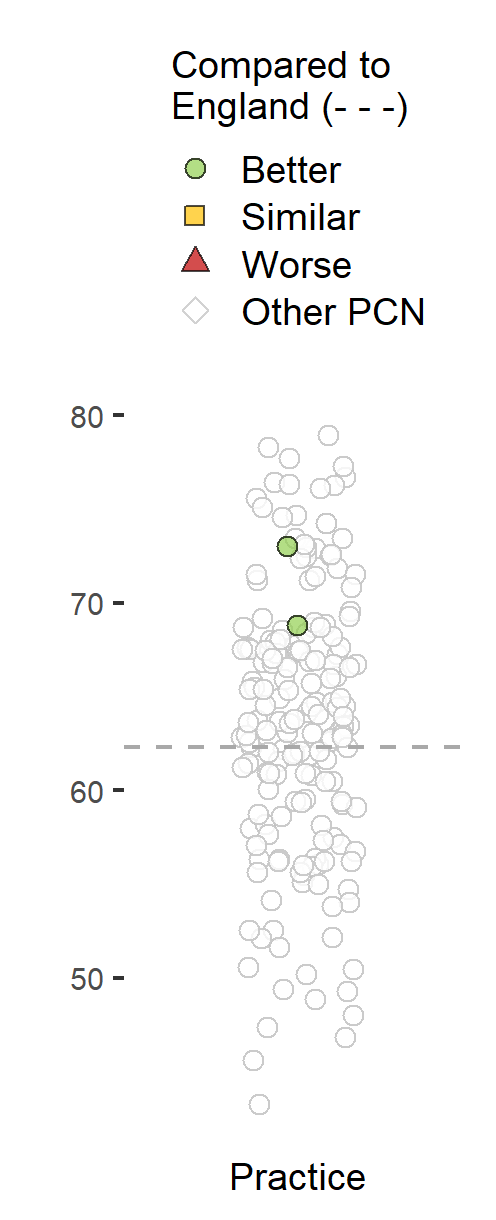 Compared to
England (- - -)
Better
Similar
Worse
Other PCN
80
70
60
50
Practice